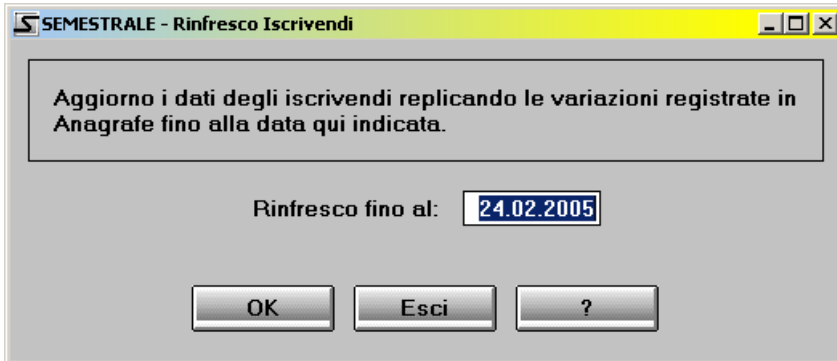 SEMESTRALE - Rinfresco Iscrivendi
Aggiorno i dati degli iscrivendi replicando le variazioni registrate in
Anagrafe fino alla data qui indicata.
Rinfresco fino al: 24.02.2005
OK Esci ?